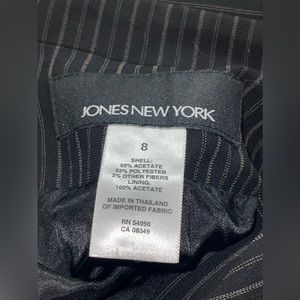 JONES NEW YORK
8
SHELL:
65% ACETATE
33% POLYESTER
2% OTHER FIBERS
LINING:
100% ACETATE
MADE IN THAILAND
OF IMPORTED FABRIC
RN 54050
CA 08349